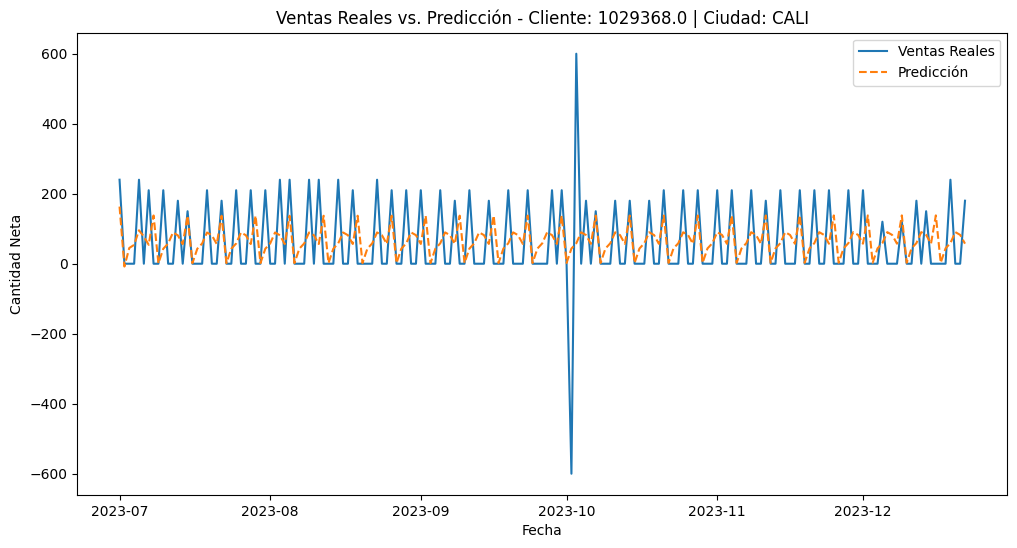 Ventas Reales vs. Predicción - Cliente: 1029368.0 | Ciudad: CALI
Ventas Reales
Predicción
Cantidad Neta
600
400
200
0
−200
−400
−600
2023-07
2023-08
2023-09
2023-10
2023-11
2023-12
Fecha